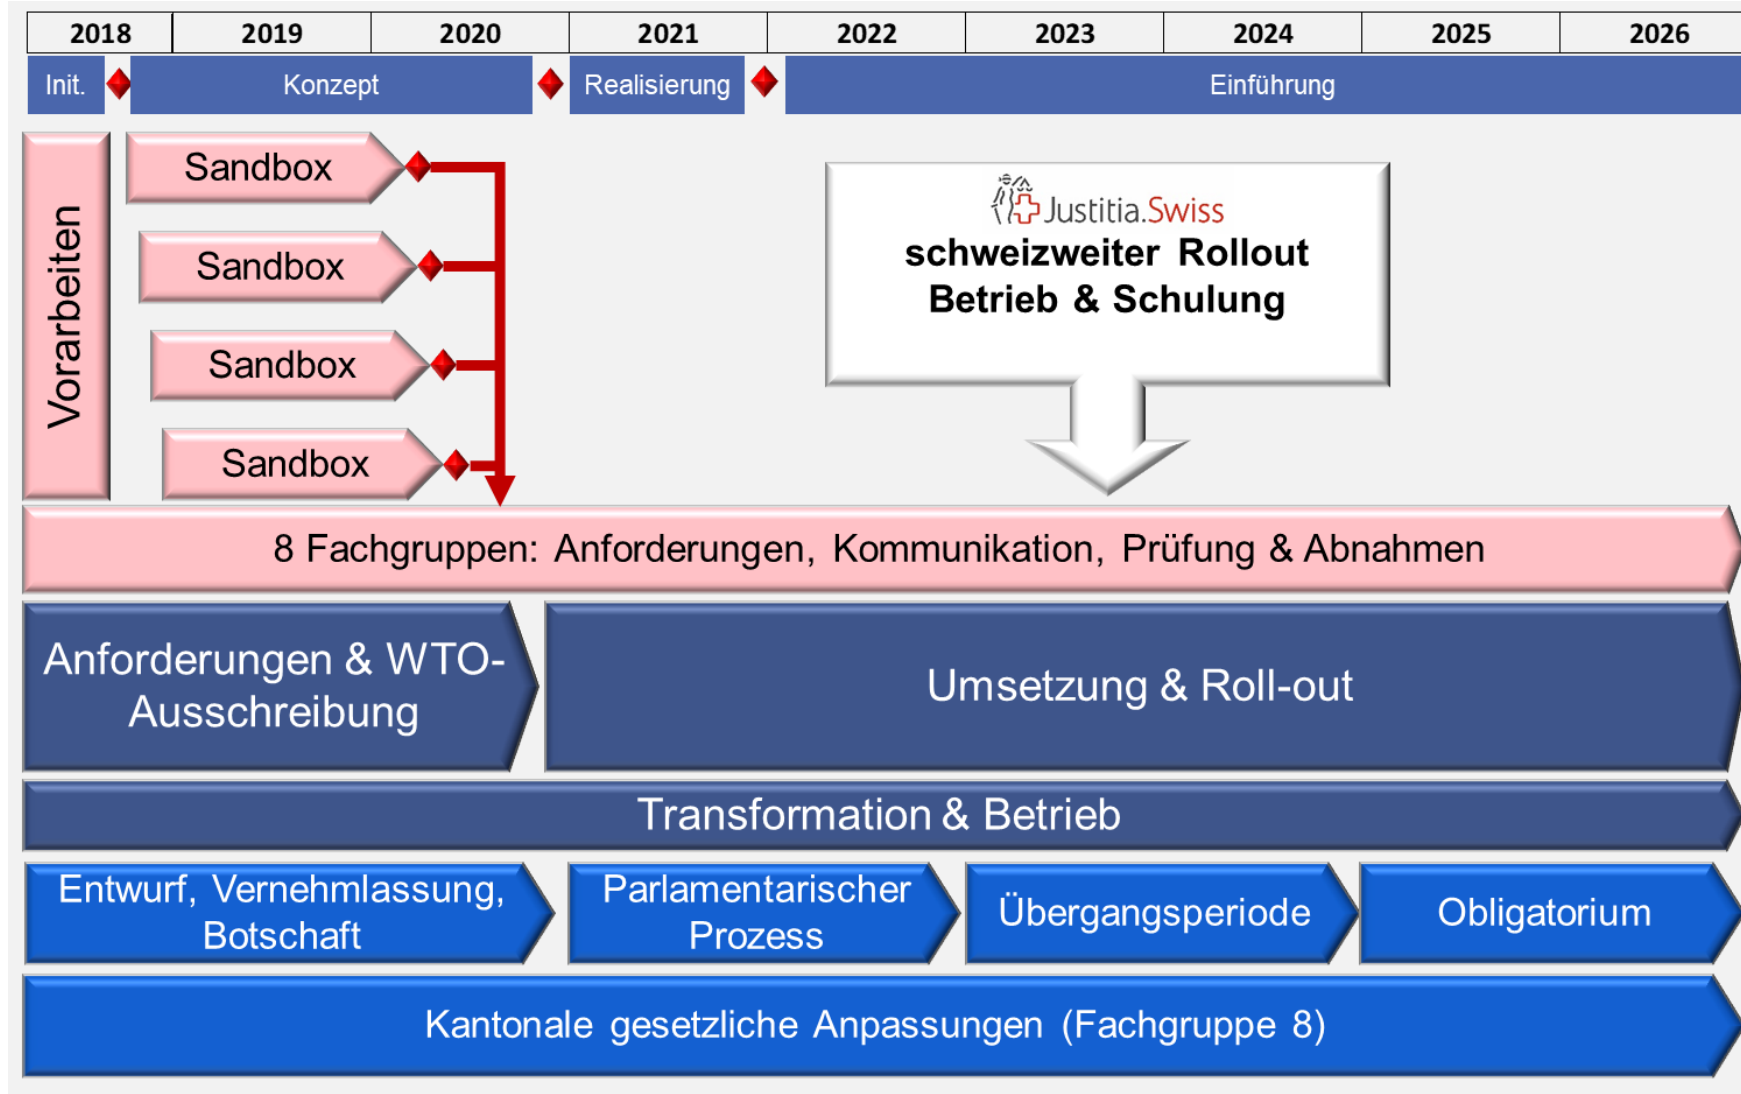 2018 2019 2020 2021 2022 2023 2024 2025 2026
Init. Konzept Realisierung Einführung
Vorarbeiten
Sandbox
Sandbox
Sandbox
Sandbox
Justitia.Swiss
schweizweiter Rollout
Betrieb & Schulung
8 Fachgruppen: Anforderungen, Kommunikation, Prüfung & Abnahmen
Anforderungen & WTO-
Ausschreibung
Umsetzung & Roll-out
Transformation & Betrieb
Entwurf, Vernehmlassung,
Botschaft
Parlamentarischer
Prozess
Übergangsperiode
Obligatorium
Kantonale gesetzliche Anpassungen (Fachgruppe 8)